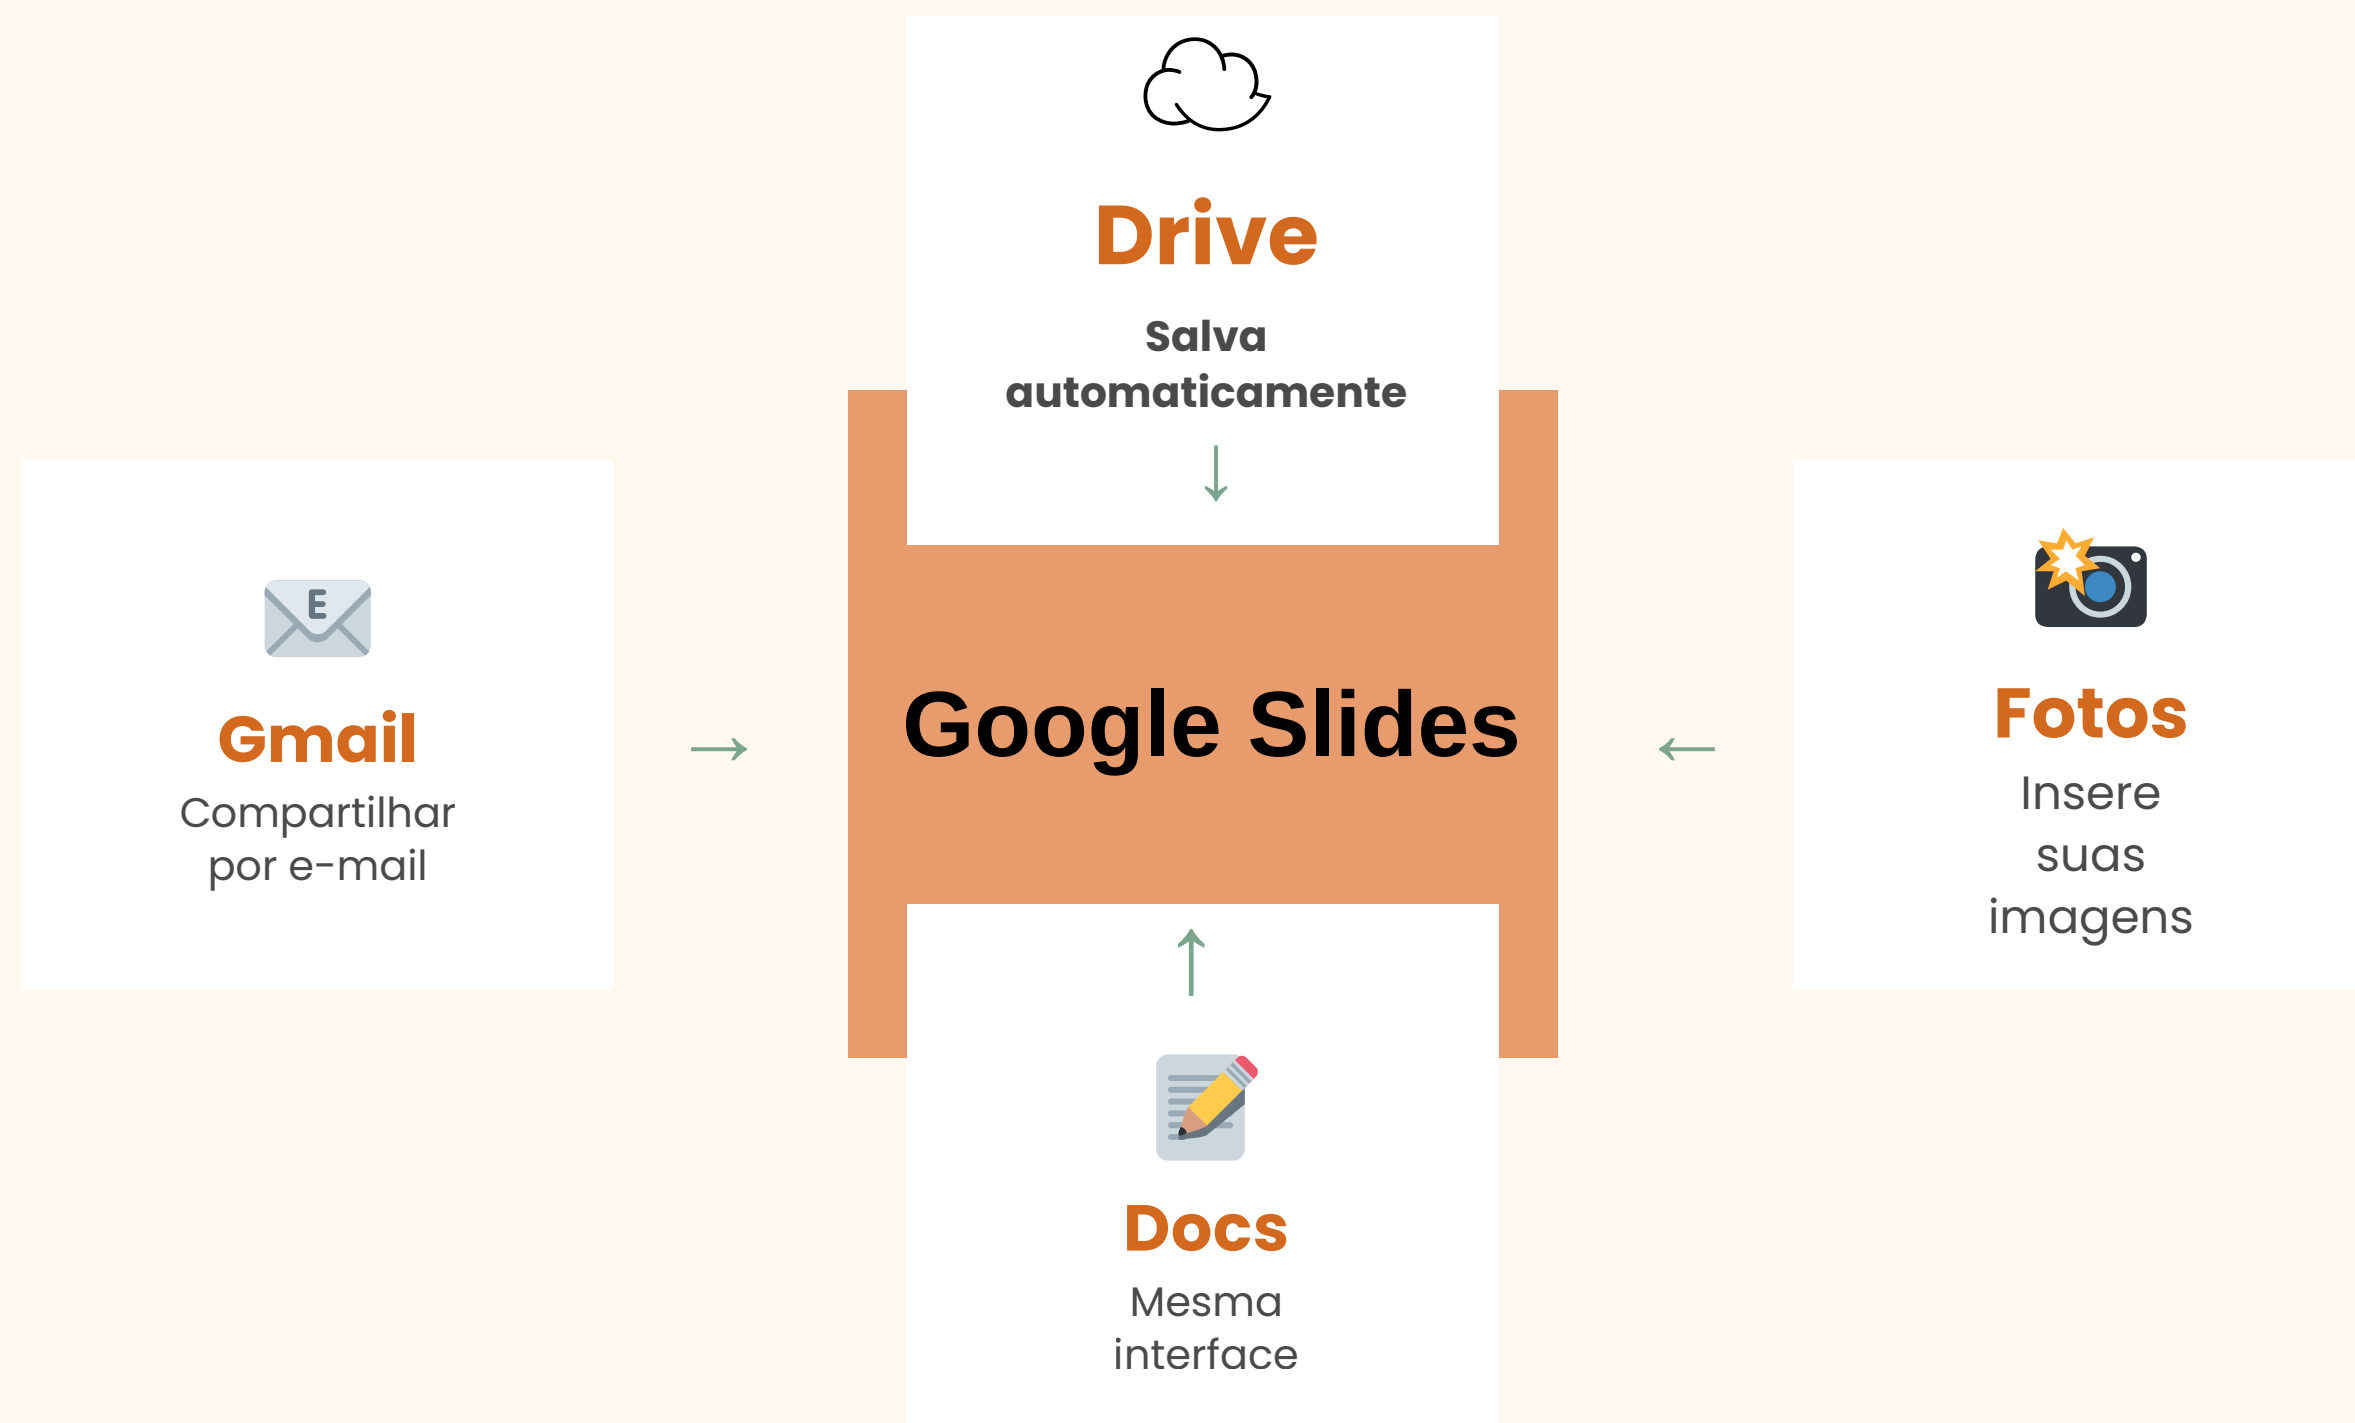 Drive
Salva
automaticamente
↓
E
Gmail
Compartilhar
por e-mail
→
Google Slides
←
Fotos
Insere
suas
imagens
↑
Docs
Mesma
interface